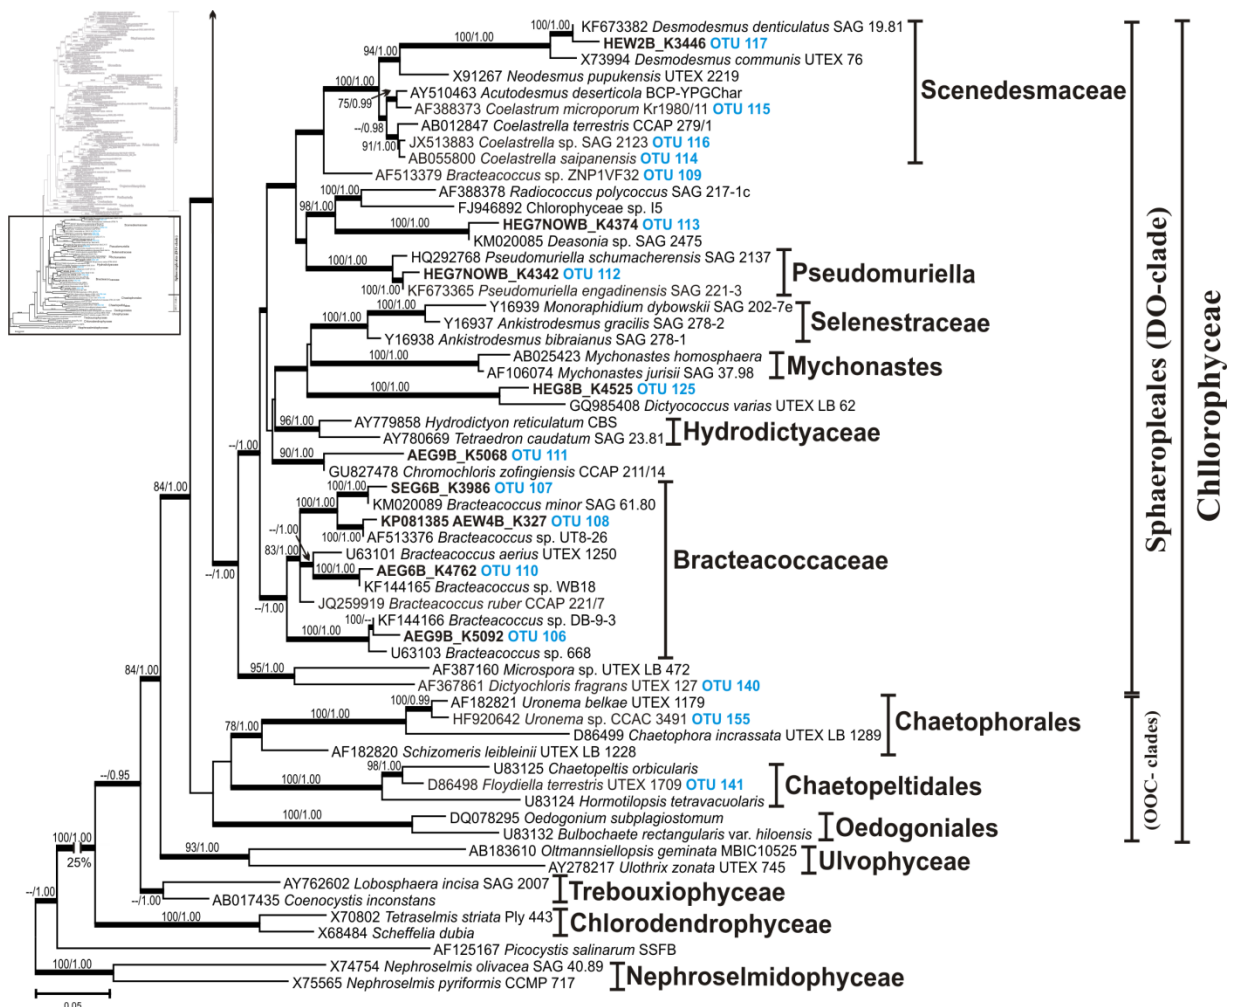 KF673382 Desmodesmus denticulatus SAG 19.81
100/1.00
HEW2B_K3446 OTU 117
100/1.00
94/1.00
X73994 Desmodesmus communis UTEX 76
X91267 Neodesmus pupukensis UTEX 2219
100/1.00
Scenedesmaceae
AY510463 Acutodesmus deserticola BCP-YPGChar
75/0.99
AF388373 Coelastrum microporum Kr1980/11 OTU 115
AB012847 Coelastrella terrestris CCAP 279/1
--/0.98
JX513883 Coelastrella sp. SAG 2123 OTU 116
91/1.00
AB055800 Coelastrella saipanensis OTU 114
AF513379 Bracteacoccus sp. ZNP1VF32 OTU 109
100/1.00
AF388378 Radiococcus polycoccus SAG 217-1c
98/1.00
FJ946892 Chlorophyceae sp. I5
100/1.00
HEG7NOWB_K4374 OTU 113
KM020085 Deasonia sp. SAG 2475
HQ292768 Pseudomuriella schumacherensis SAG 2137
100/1.00
HEG7NOWB_K4342 OTU 112
Pseudomuriella
100/1.00
KF673365 Pseudomuriella engadinensis SAG 221-3
Y16939 Monoraphidium dybowskii SAG 202-7e
100/1.00
Y16937 Ankistrodesmus gracilis SAG 278-2
Selenestraceae
100/1.00
Y16938 Ankistrodesmus bibraianus SAG 278-1
100/1.00
AB025423 Mychonastes homosphaera
Mychonastes
AF106074 Mychonastes jurisii SAG 37.98
100/1.00
HEG8B_K4525 OTU 125
GQ985408 Dictyococcus varias UTEX LB 62
96/1.00
AY779858 Hydrodictyon reticulatum CBS
Hydrodictyaceae
AY780669 Tetraedron caudatum SAG 23.81
--/1.00
90/1.00
AEG9B_K5068 OTU 111
GU827478 Chromochloris zofingiensis CCAP 211/14
84/1.00
100/1.00
SEG6B_K3986 OTU 107
100/1.00
KM020089 Bracteacoccus minor SAG 61.80
KP081385 AEW4B_K327 OTU 108
--/1.00
100/1.00
AF513376 Bracteacoccus sp. UT8-26
83/1.00
U63101 Bracteacoccus aerius UTEX 1250
Bracteacoccaceae
100/1.00
AEG6B_K4762 OTU 110
--/1.00
KF144165 Bracteacoccus sp. WB18
--/1.00
JQ259919 Bracteacoccus ruber CCAP 221/7
100/--
KF144166 Bracteacoccus sp. DB-9-3
100/1.00
AEG9B_K5092 OTU 106
U63103 Bracteacoccus sp. 668
84/1.00
95/1.00
AF387160 Microspora sp. UTEX LB 472
AF367861 Dictyochloris fragrans UTEX 127 OTU 140
Sphaeropleales (DO-clade)
Chllorophyceae
100/0.99
AF182821 Uronema belkae UTEX 1179
100/1.00
HF920642 Uronema sp. CCAC 3491 OTU 155
Chaetophorales
78/1.00
D86499 Chaetophora incrassata UTEX LB 1289
AF182820 Schizomeris leibleinii UTEX LB 1228
98/1.00
U83125 Chaetopeltis orbicularis
--/0.95
100/1.00
D86498 Floydiella terrestris UTEX 1709 OTU 141
Chaetopeltidales
U83124 Hormotilopsis tetravacuolaris
(OOC- clades)
100/1.00
DQ078295 Oedogonium subplagiostomum
Oedogoniales
U83132 Bulbochaete rectangularis var. hiloensis
100/1.00
25%
93/1.00
AB183610 Oltmannsiellopsis geminata MBIC10525
Ulvophyceae
AY278217 Ulothrix zonata UTEX 745
--/1.00
AY762602 Lobosphaera incisa SAG 2007
Trebouxiophyceae
--/1.00
AB017435 Coenocystis inconstans
100/1.00
X70802 Tetraselmis striata Ply 443
Chlorodendrophyceae
X68484 Scheffelia dubia
AF125167 Picocystis salinarum SSFB
100/1.00
X74754 Nephroselmis olivacea SAG 40.89
Nephroselmidophyceae
X75565 Nephroselmis pyriformis CCMP 717
0.05